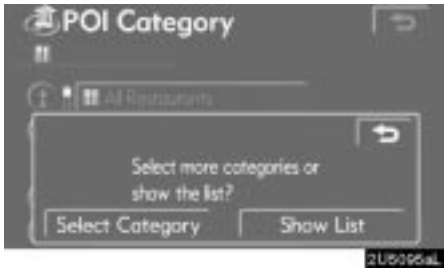 POI Category
All Restaurants
Select more categories or
show the list?
Select Category
Show List
2U5095aL